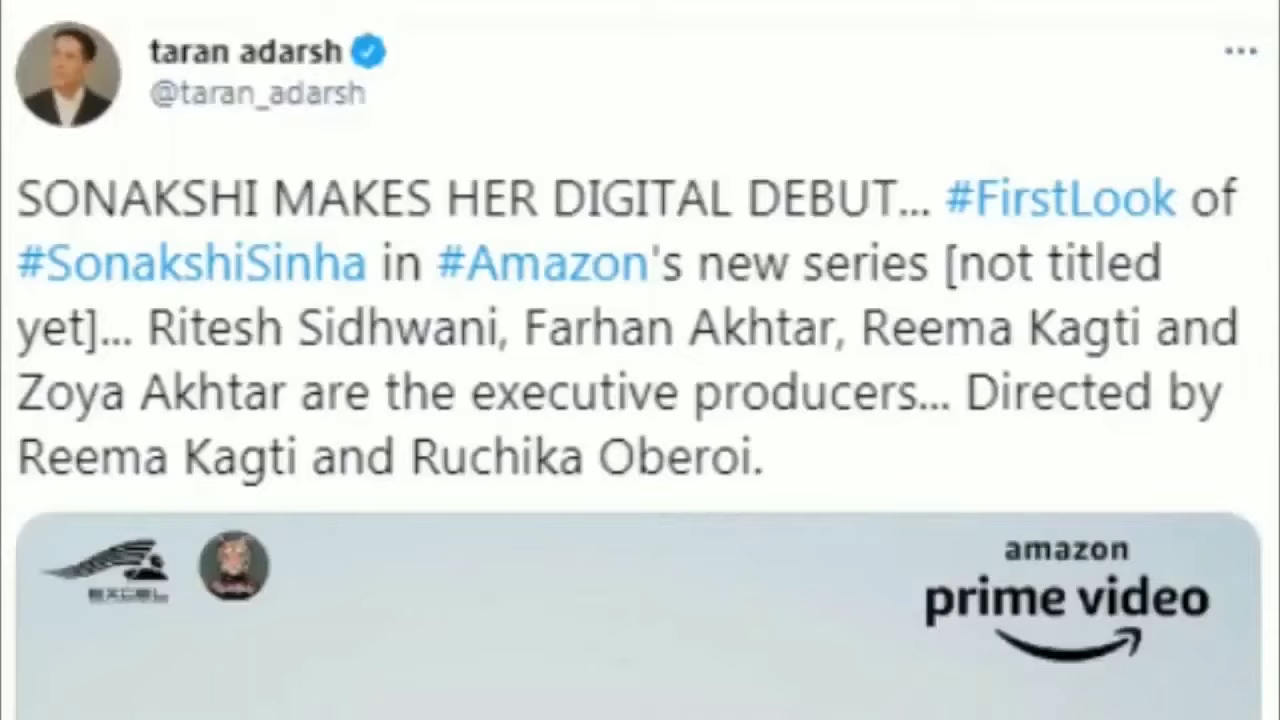 taran adarsh
@taran_adarsh
SONAKSHI MAKES HER DIGITAL DEBUT... #FirstLook of
#SonakshiSinha in #Amazon's new series [not titled
yet]... Ritesh Sidhwani, Farhan Akhtar, Reema Kagti and
Zoya Akhtar are the executive producers... Directed by
Reema Kagti and Ruchika Oberoi.
EXCEL
amazon
prime video